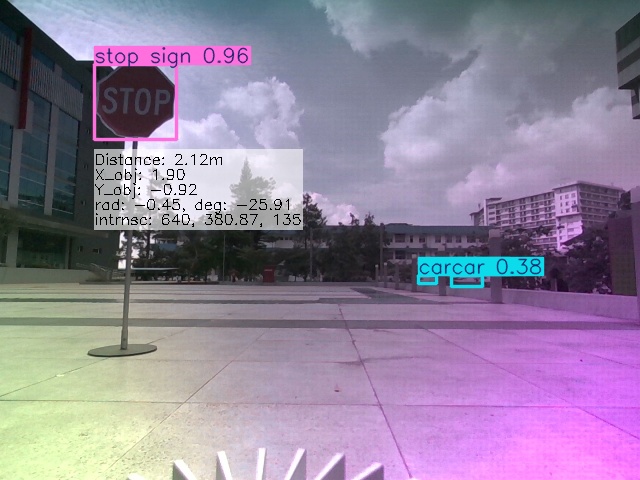 stop sign 0.96
STOP
Distance: 2.12m
X_obj: 1.90
Y_obj: -0.92
rad: -0.45, deg: -25.91
intrnsc: 640, 380.87, 135
carcar 0.38